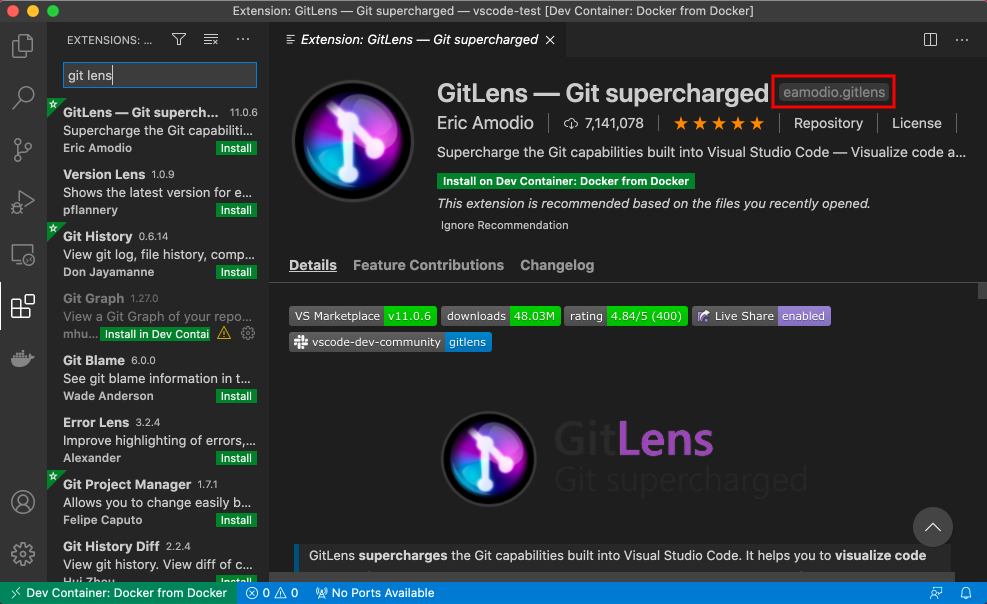 Extension: GitLens — Git supercharged — vscode-test [Dev Container: Docker from Docker]
EXTENSIONS: ...
git lens
GitLens — Git superch... 11.0.6
Supercharge the Git capabiliti...
Eric Amodio Install
Version Lens 1.0.9
Shows the latest version for e...
pflannery Install
Git History 0.6.14
View git log, file history, comp...
Don Jayamanne Install
Git Graph 1.27.0
View a Git Graph of your repo...
mhu... Install in Dev Contai
Git Blame 6.0.0
See git blame information in t...
Wade Anderson Install
Error Lens 3.2.4
Improve highlighting of errors,...
Alexander Install
Git Project Manager 1.7.1
Allows you to change easily b...
Felipe Caputo Install
Git History Diff 2.2.4
View git history. View diff of c...
Hui Zhou Install
Extension: GitLens — Git supercharged
GitLens — Git supercharged eamodio.gitlens
Eric Amodio 7,141,078 Repository License
Supercharge the Git capabilities built into Visual Studio Code — Visualize code a...
Install on Dev Container: Docker from Docker
This extension is recommended based on the files you recently opened.
Ignore Recommendation
Details Feature Contributions Changelog
VS Marketplace v11.0.6 downloads 48.03M rating 4.84/5 (400) Live Share enabled
vscode-dev-community gitlens
GitLens
Git supercharged
GitLens supercharges the Git capabilities built into Visual Studio Code. It helps you to visualize code
Dev Container: Docker from Docker 0 0 No Ports Available